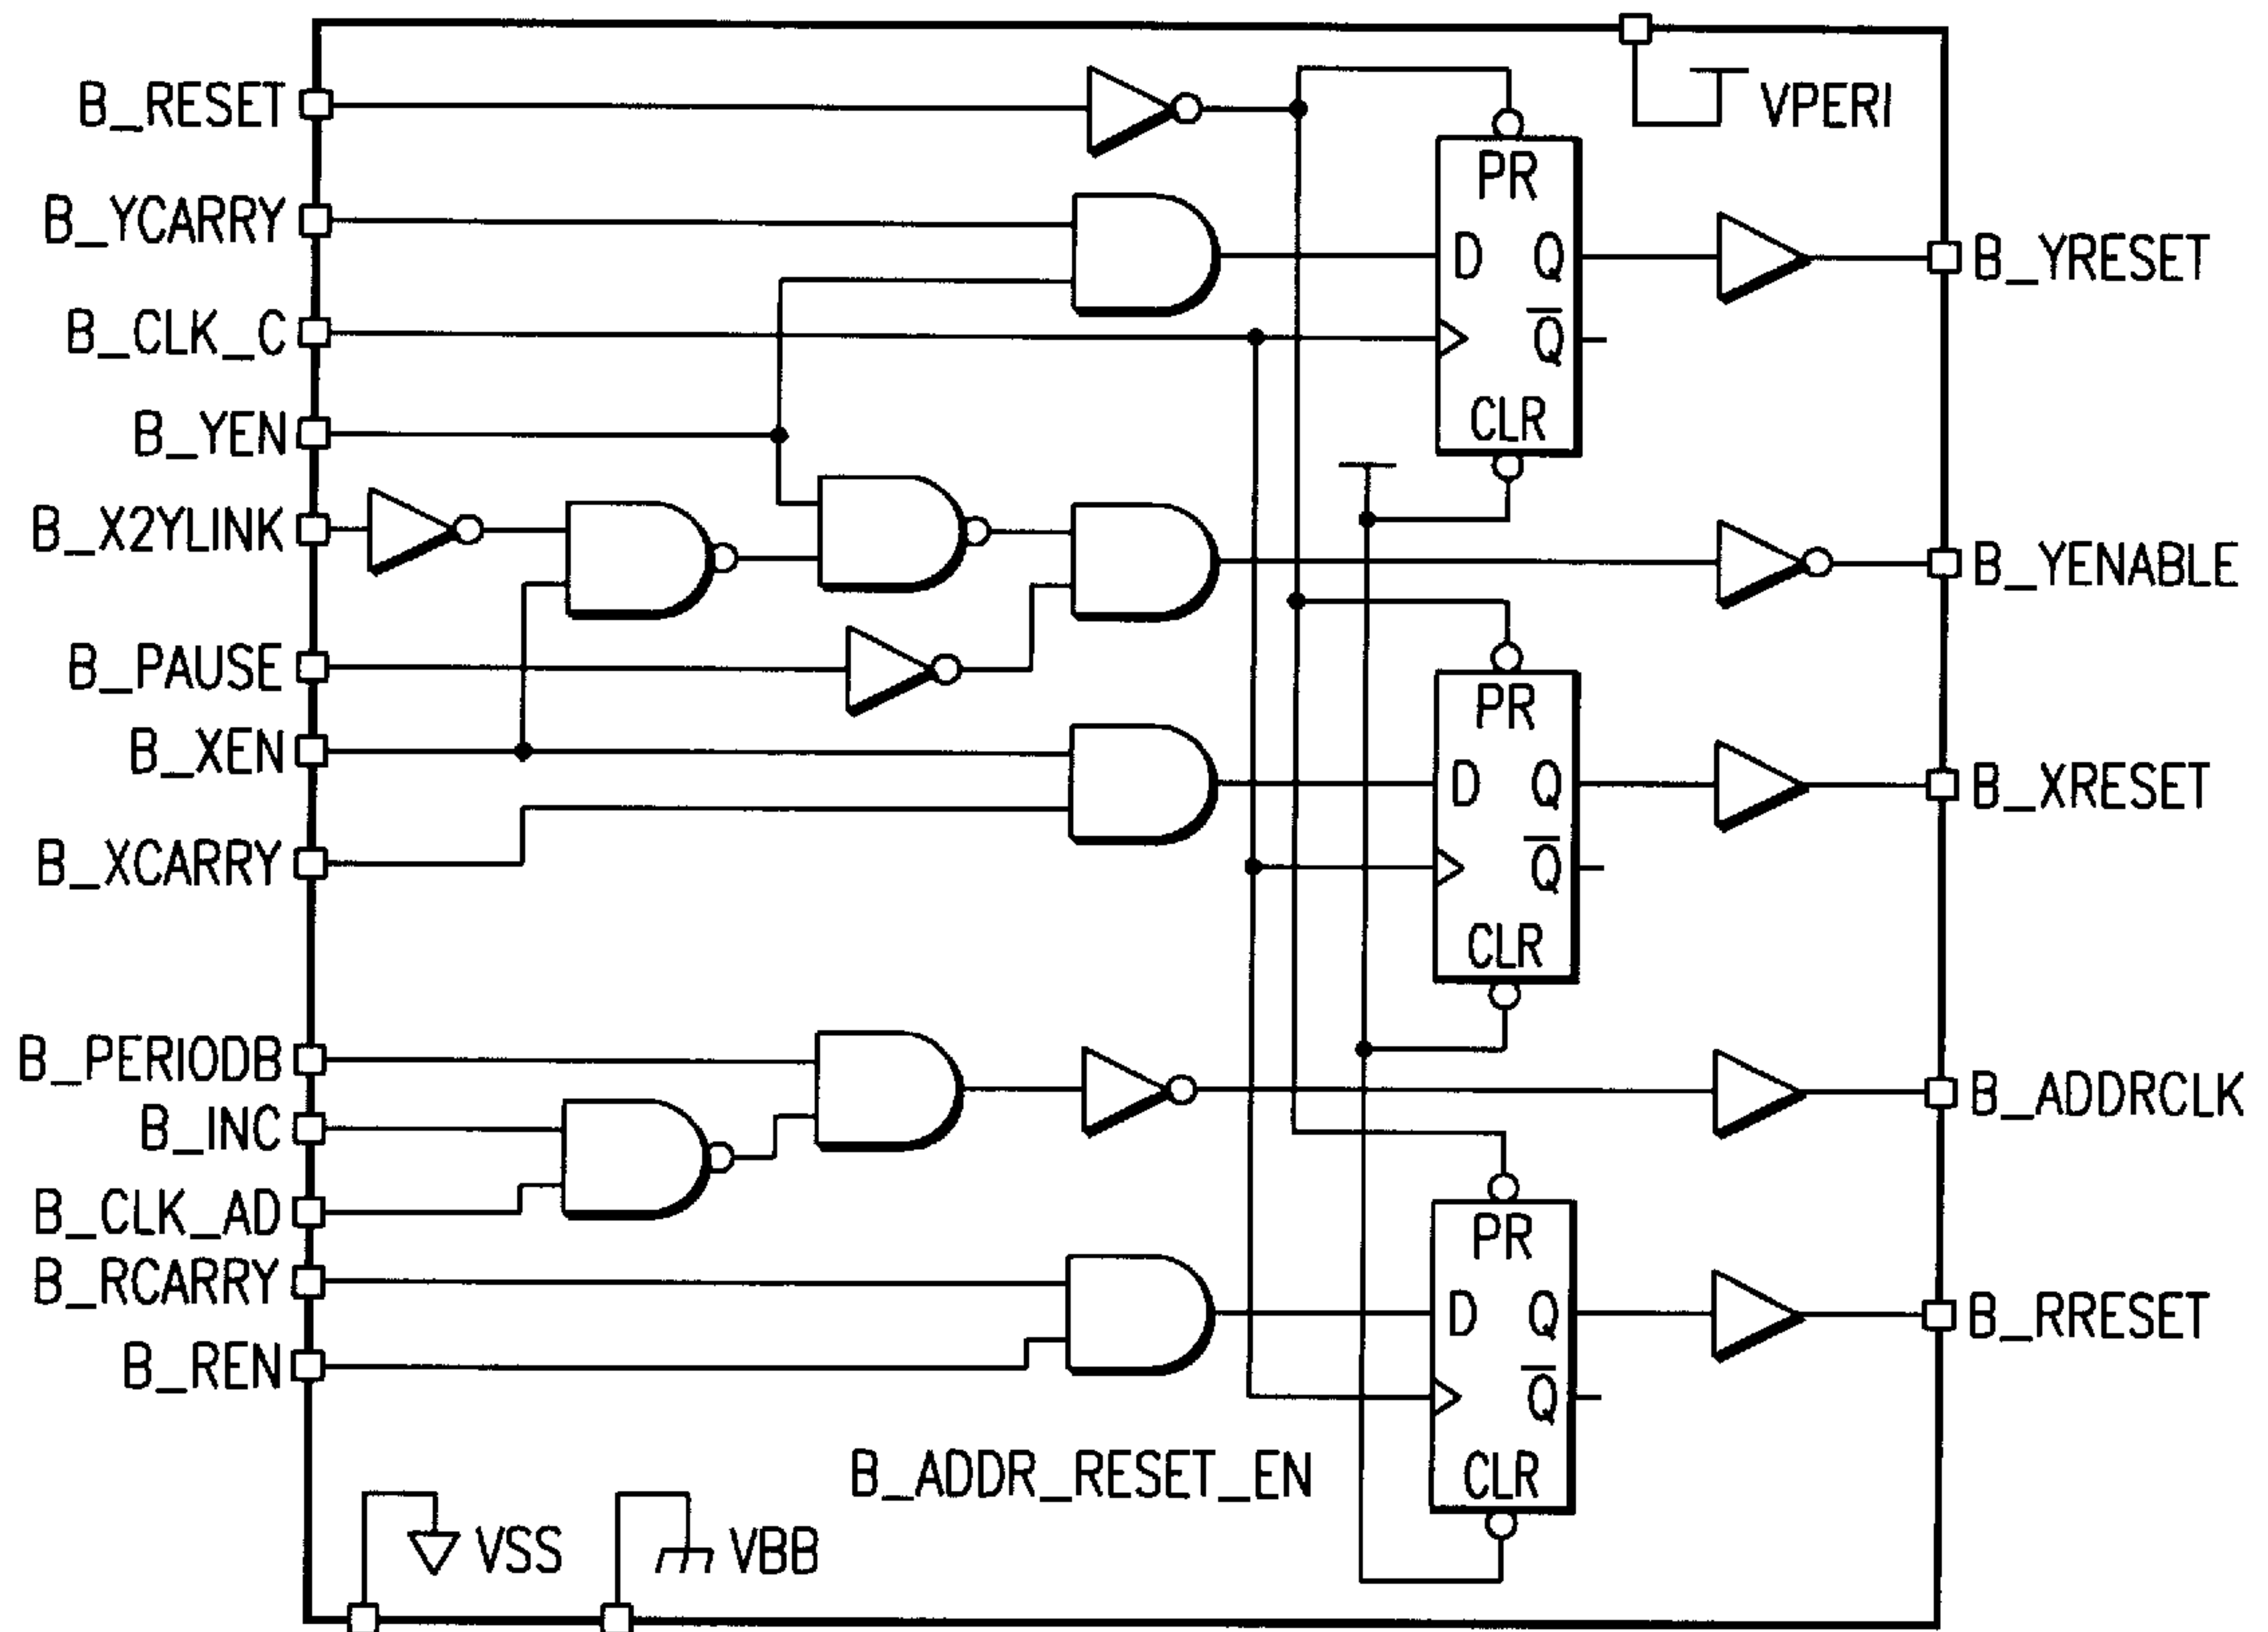 B_RESET
VPERI
B_YCARRY
PR
D Q
B_YRESET
B_CLK_C
Q̅
B_YEN
CLR
B_X2YLINK
B_YENABLE
B_PAUSE
PR
B_XEN
D Q
B_XRESET
B_XCARRY
Q̅
CLR
B_PERIODB
B_ADDRCLK
B_INC
B_CLK_AD
PR
B_RCARRY
D Q
B_RRESET
B_REN
Q̅
B_ADDR_RESET_EN
CLR
VSS
VBB